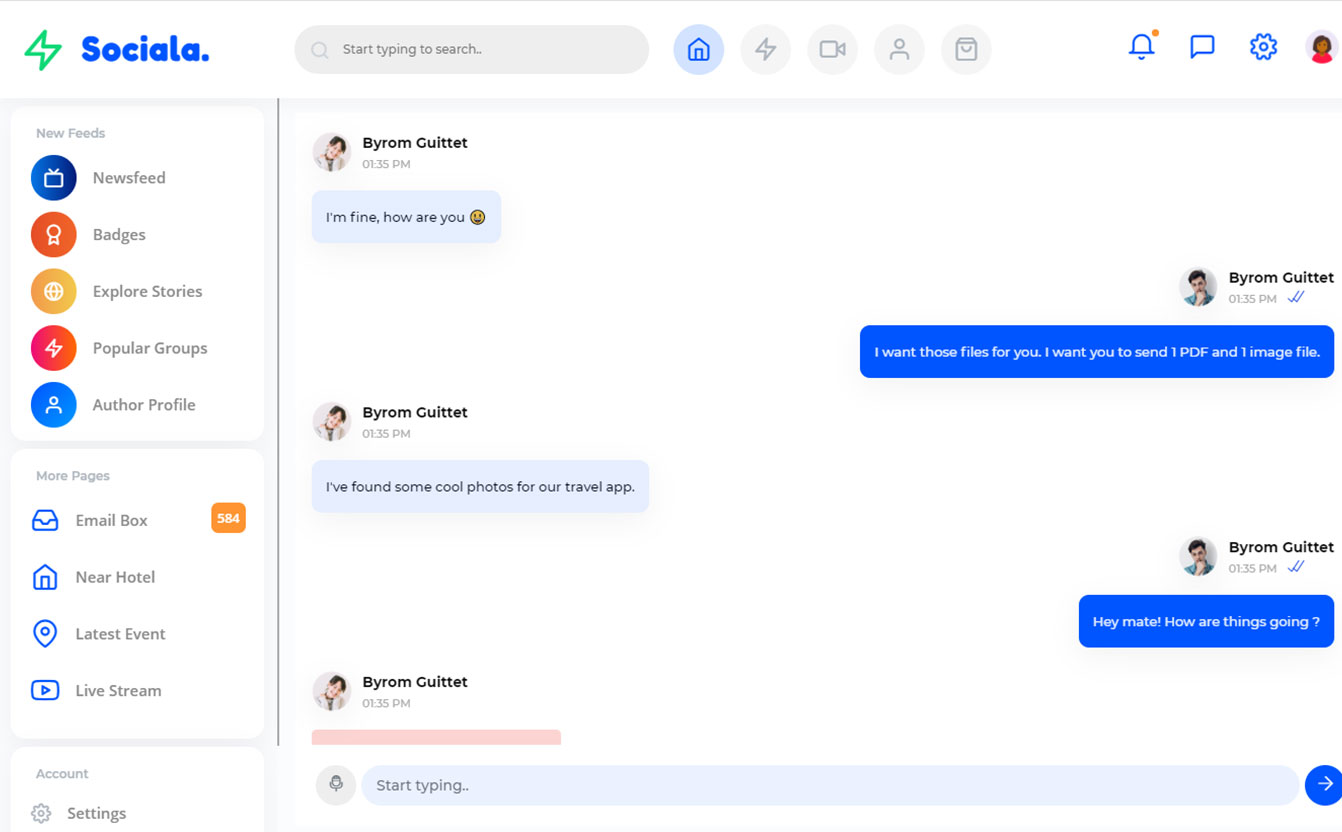 Sociala.
Start typing to search..
New Feeds
Newsfeed
Badges
Explore Stories
Popular Groups
Author Profile
More Pages
Email Box
584
Near Hotel
Latest Event
Live Stream
Account
Settings
Byrom Guittet
01:35 PM
I'm fine, how are you 😃
Byrom Guittet
01:35 PM
I want those files for you. I want you to send 1 PDF and 1 image file.
Byrom Guittet
01:35 PM
I've found some cool photos for our travel app.
Byrom Guittet
01:35 PM
Hey mate! How are things going ?
Byrom Guittet
01:35 PM
Start typing..